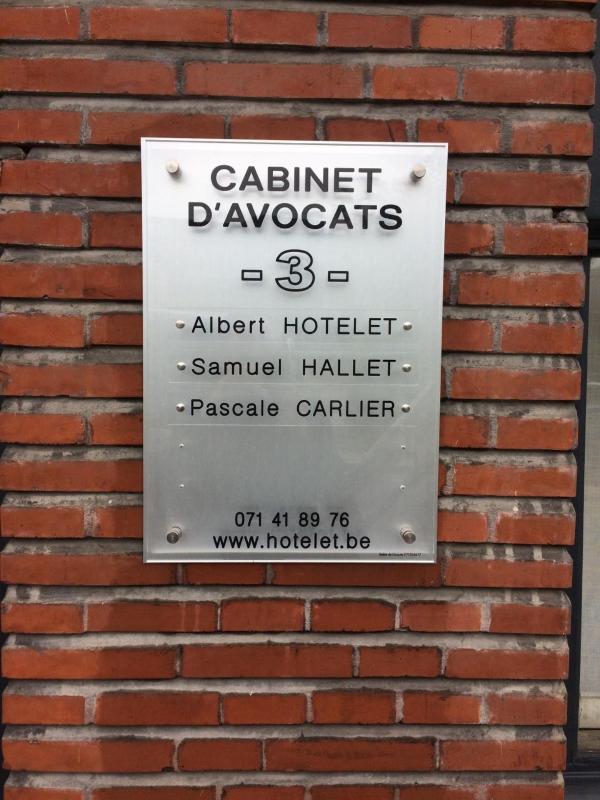 CABINET
D'AVOCATS
- 3 -
Albert HOTELET
Samuel HALLET
Pascale CARLIER
071 41 89 76
www.hotelet.be